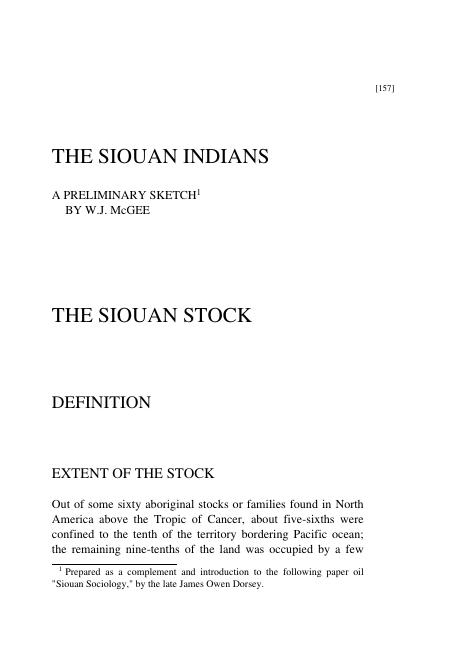 [157]
THE SIOUAN INDIANS
A PRELIMINARY SKETCH¹
BY W.J. McGEE
THE SIOUAN STOCK
DEFINITION
EXTENT OF THE STOCK
Out of some sixty aboriginal stocks or families found in North
America above the Tropic of Cancer, about five-sixths were
confined to the tenth of the territory bordering Pacific ocean;
the remaining nine-tenths of the land was occupied by a few
¹ Prepared as a complement and introduction to the following paper oil
"Siouan Sociology," by the late James Owen Dorsey.